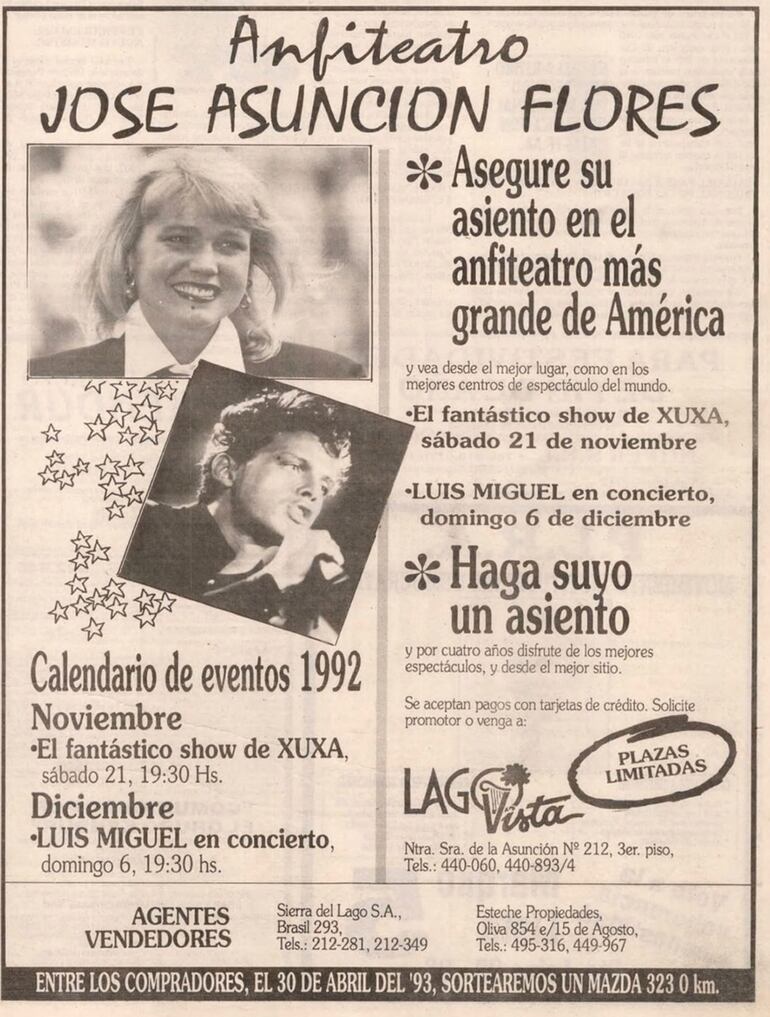 Anfiteatro
JOSE ASUNCION FLORES
* Asegure su
asiento en el
anfiteatro más
grande de América
y vea desde el mejor lugar, como en los
mejores centros de espectáculo del mundo.
•El fantástico show de XUXA,
sábado 21 de noviembre
•LUIS MIGUEL en concierto,
domingo 6 de diciembre
* Haga suyo
un asiento
y por cuatro años disfrute de los mejores
espectáculos, y desde el mejor sitio.
Se aceptan pagos con tarjetas de crédito. Solicite
promotor o venga a:
PLAZAS
LIMITADAS
LAGO
Vista
Ntra. Sra. de la Asunción Nº 212, 3er. piso,
Tels.: 440-060, 440-893/4
Calendario de eventos 1992
Noviembre
•El fantástico show de XUXA,
sábado 21, 19:30 Hs.
Diciembre
•LUIS MIGUEL en concierto,
domingo 6, 19:30 hs.
AGENTES
VENDEDORES
Sierra del Lago S.A.,
Brasil 293,
Tels.: 212-281, 212-349
Esteche Propiedades,
Oliva 854 e/15 de Agosto,
Tels.: 495-316, 449-967
ENTRE LOS COMPRADORES, EL 30 DE ABRIL DEL '93, SORTEAREMOS UN MAZDA 323 0 km.